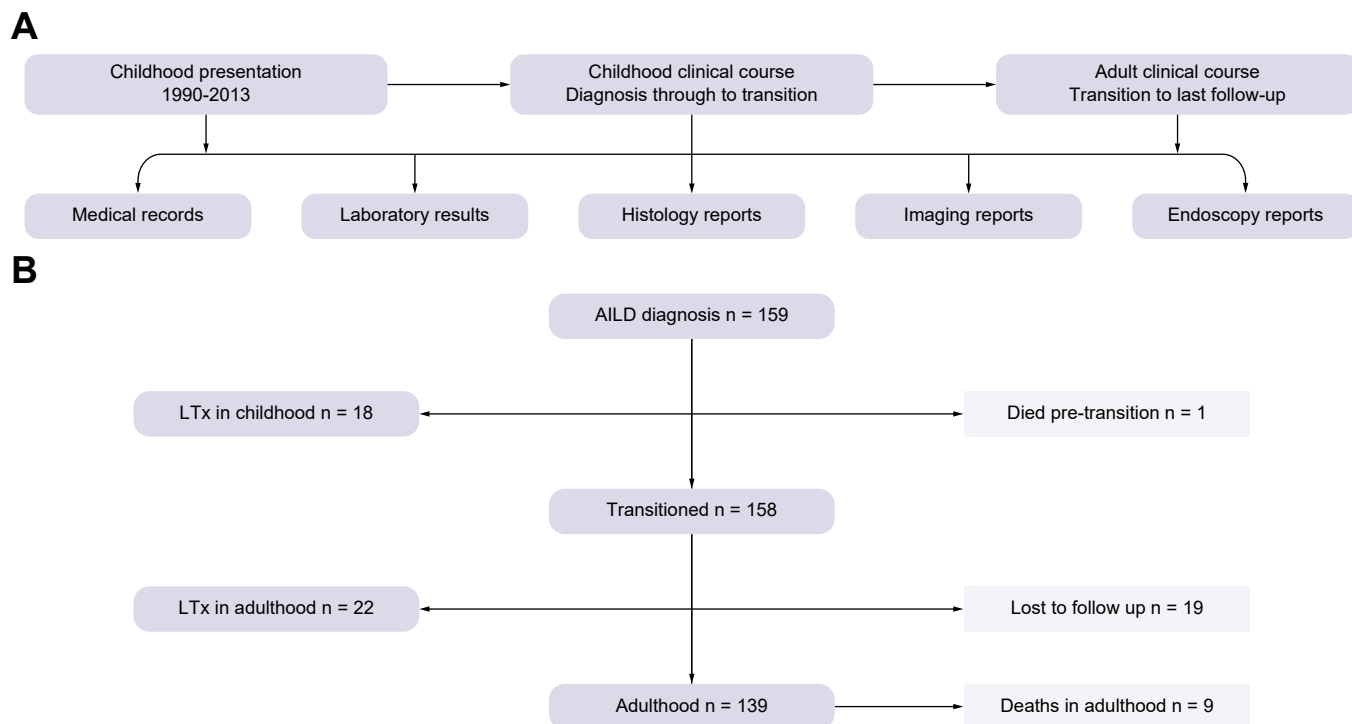 A
Childhood presentation
1990-2013
Childhood clinical course
Diagnosis through to transition
Adult clinical course
Transition to last follow-up
Medical records
Laboratory results
Histology reports
Imaging reports
Endoscopy reports
B
AILD diagnosis n = 159
LTx in childhood n = 18
Died pre-transition n = 1
Transitioned n = 158
LTx in adulthood n = 22
Lost to follow up n = 19
Adulthood n = 139
Deaths in adulthood = 9